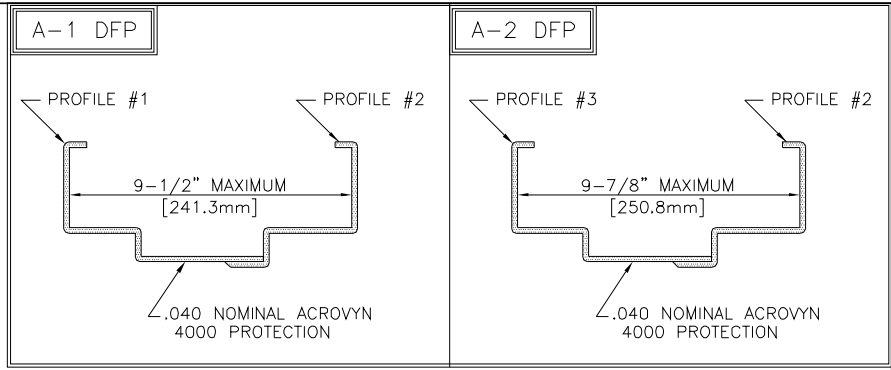 A-1 DFP
PROFILE #1
PROFILE #2
9-1/2" MAXIMUM
[241.3mm]
.040 NOMINAL ACROVYN
4000 PROTECTION
A-2 DFP
PROFILE #3
PROFILE #2
9-7/8" MAXIMUM
[250.8mm]
.040 NOMINAL ACROVYN
4000 PROTECTION